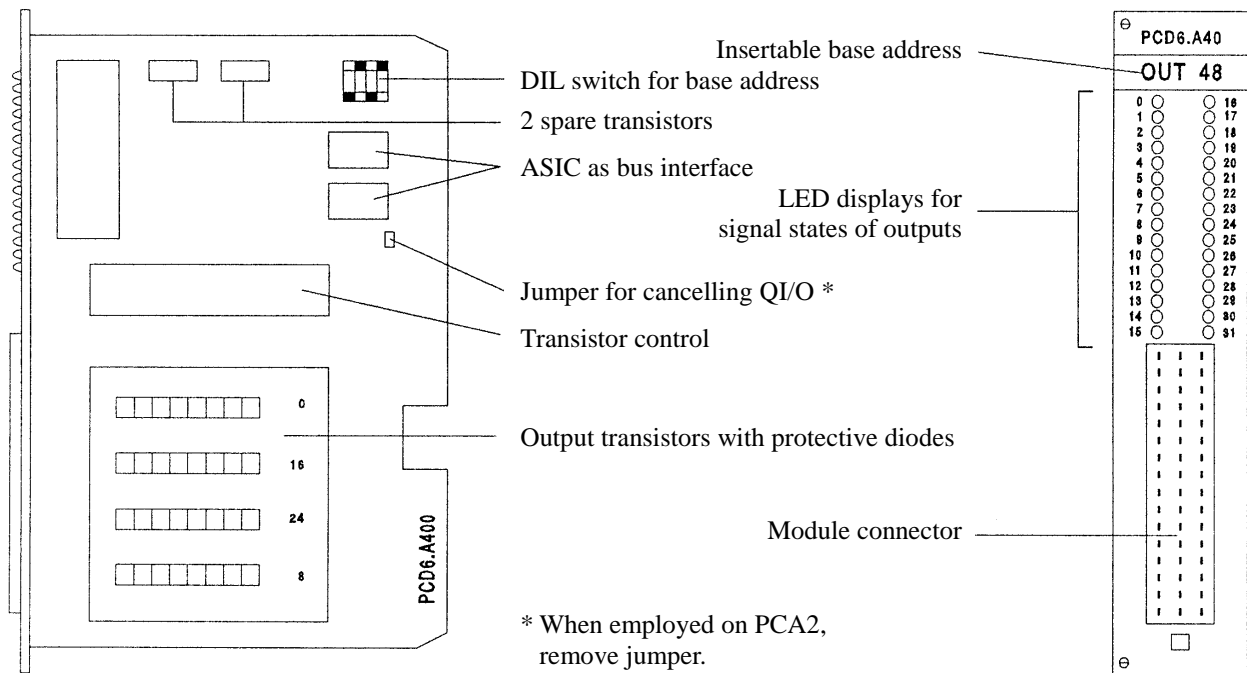 DIL switch for base address
2 spare transistors
ASIC as bus interface
Jumper for cancelling QI/O *
Transistor control
0
16
24
8
Output transistors with protective diodes
PCD6.A400
* When employed on PCA2,
remove jumper.
Insertable base address
LED displays for
signal states of outputs
Module connector
PCD6.A40
OUT 48
0 16
1 17
2 18
3 19
4 20
5 21
6 22
7 23
8 24
9 25
10 26
11 27
12 28
13 29
14 30
15 31